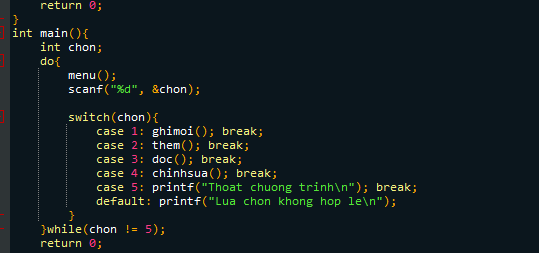 return 0;
}
int main(){
int chon;
do{
menu();
scanf("%d", &chon);
switch(chon){
case 1: ghimoi(); break;
case 2: them(); break;
case 3: doc(); break;
case 4: chinhsua(); break;
case 5: printf("Thoat chuong trinh\n"); break;
default: printf("Lua chon khong hop le\n");
}
}while(chon != 5);
return 0;